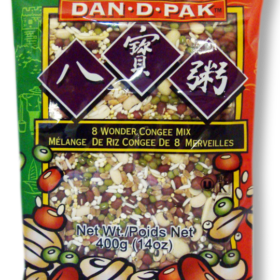 DAN·D·PAK™
八寶粥
8 WONDER CONGEE MIX
MÉLANGE DE RIZ CONGEE DE 8 MERVEILLES
Net Wt./Poids Net
400g (14oz)